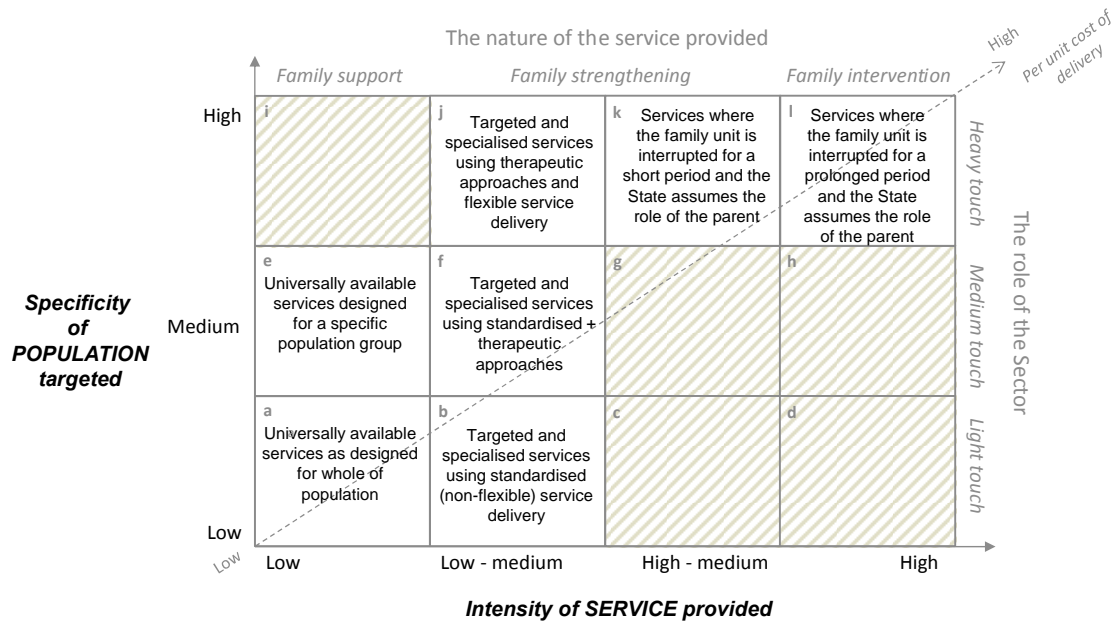 The nature of the service provided
High
Per unit cost of
delivery
Family support
Family strengthening
Family intervention
High
i
j
Targeted and
specialised services
using therapeutic
approaches and
flexible service
delivery
k
Services where
the family unit is
interrupted for a
short period and the
State assumes the
role of the parent
l
Services where
the family unit is
interrupted for a
prolonged period
and the State
assumes the role
of the parent
Heavy touch
Specificity
of
POPULATION
targeted
Medium
e
Universally available
services designed
for a specific
population group
f
Targeted and
specialised services
using standardised +
therapeutic
approaches
g
h
Medium touch
The role of the Sector
a
Universally available
services as designed
for whole of
population
b
Targeted and
specialised services
using standardised
(non-flexible) service
delivery
c
d
Light touch
Low
Low
Low
Low - medium
High - medium
High
Intensity of SERVICE provided